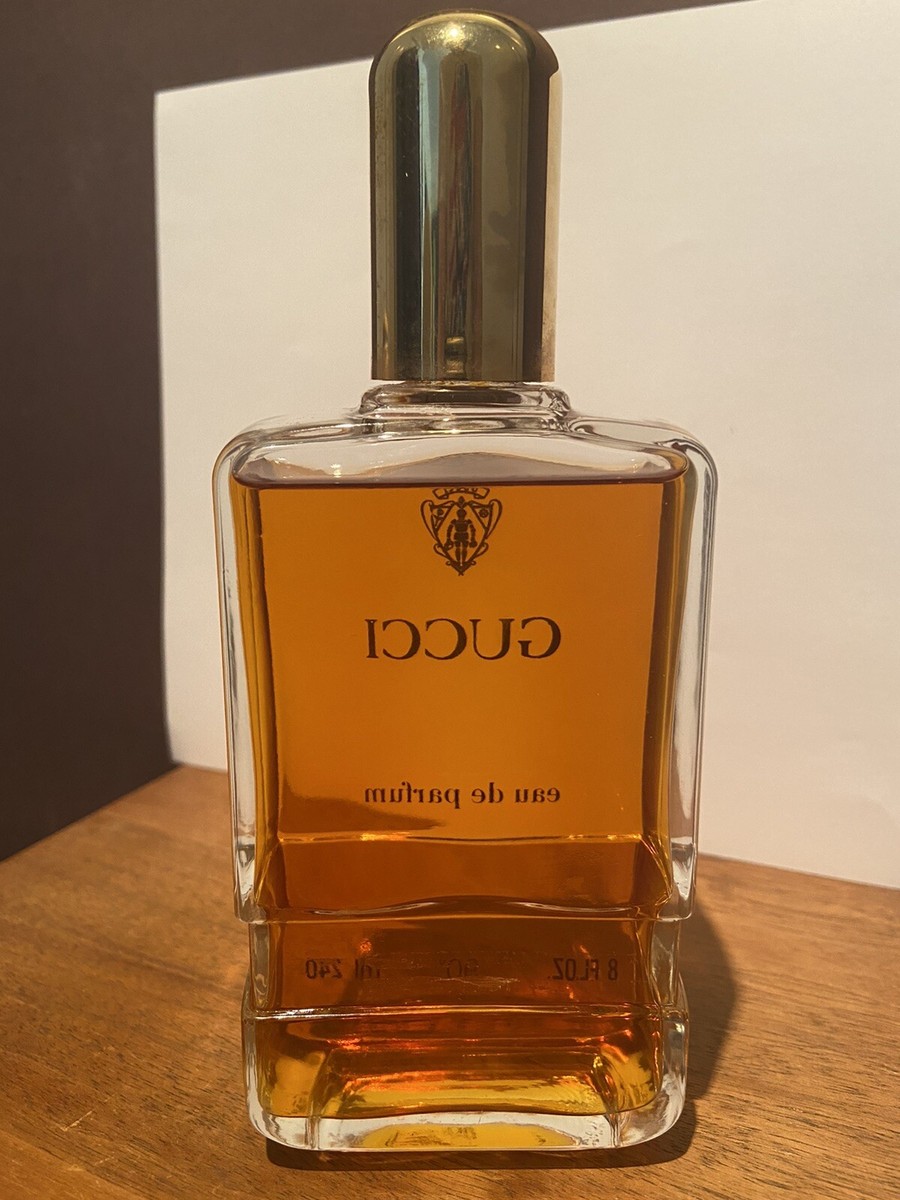 GUCCI
eau de parfum
8 FL.OZ. ml 240